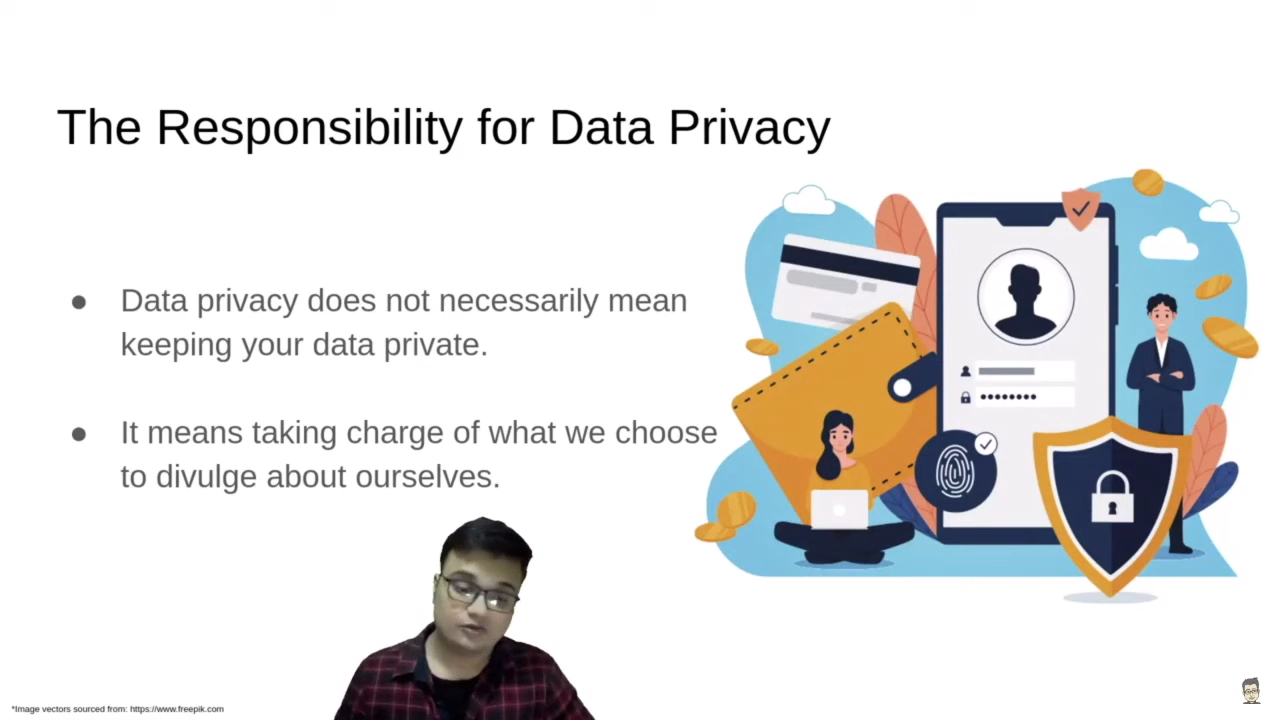 The Responsibility for Data Privacy
● Data privacy does not necessarily mean
keeping your data private.
● It means taking charge of what we choose
to divulge about ourselves.
*Image vectors sourced from: https://www.freepik.com